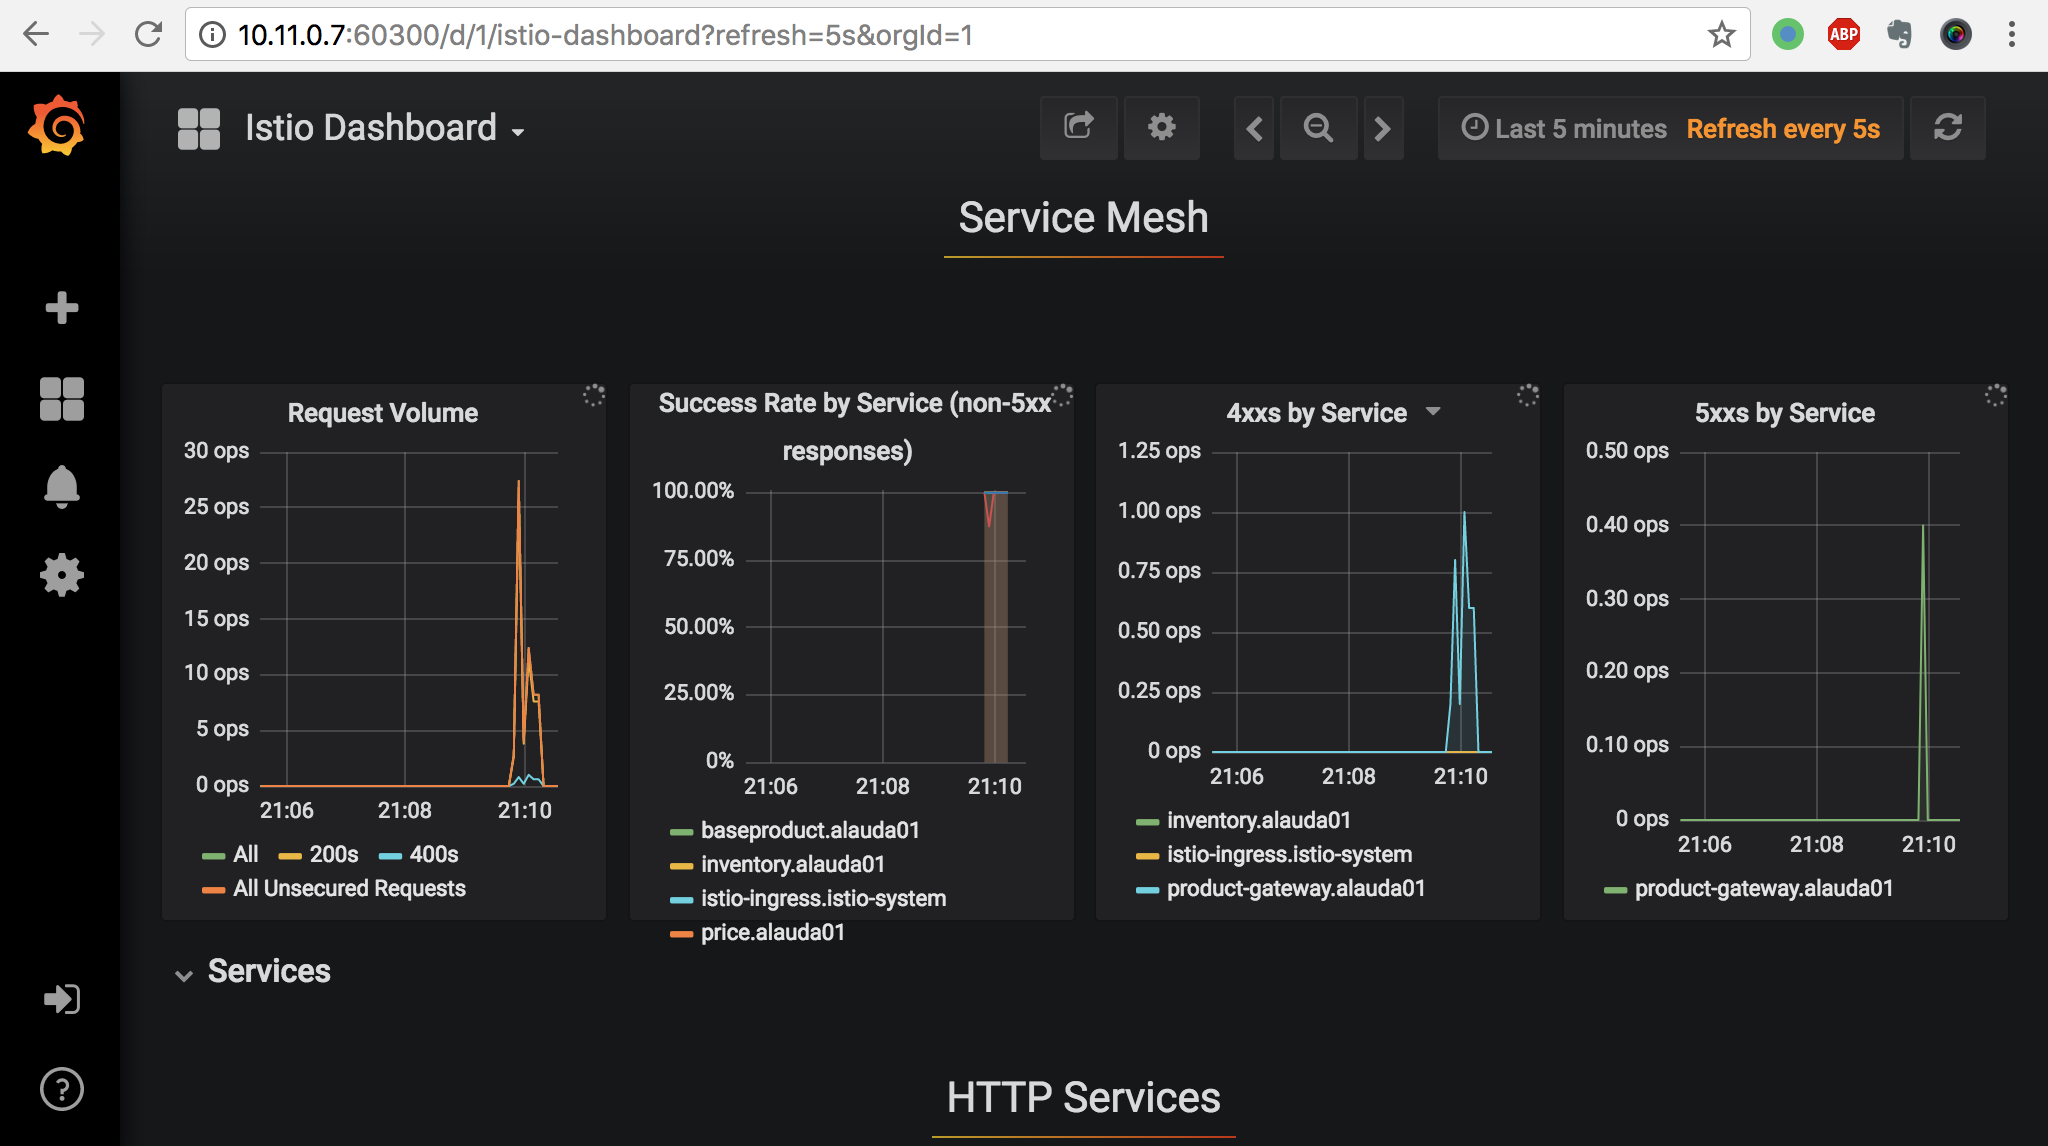 10.11.0.7:60300/d/1/istio-dashboard?refresh=5s&orgId=1
ABP
Istio Dashboard
Last 5 minutes Refresh every 5s
Service Mesh
Request Volume
30 ops
25 ops
20 ops
15 ops
10 ops
5 ops
0 ops
21:06 21:08 21:10
All 200s 400s
All Unsecured Requests
Success Rate by Service (non-5xx
responses)
100.00%
75.00%
50.00%
25.00%
0%
21:06 21:08 21:10
baseproduct.alauda01
inventory.alauda01
istio-ingress.istio-system
price.alauda01
4xxs by Service
1.25 ops
1.00 ops
0.75 ops
0.50 ops
0.25 ops
0 ops
21:06 21:08 21:10
inventory.alauda01
istio-ingress.istio-system
product-gateway.alauda01
5xxs by Service
0.50 ops
0.40 ops
0.30 ops
0.20 ops
0.10 ops
0 ops
21:06 21:08 21:10
product-gateway.alauda01
Services
HTTP Services